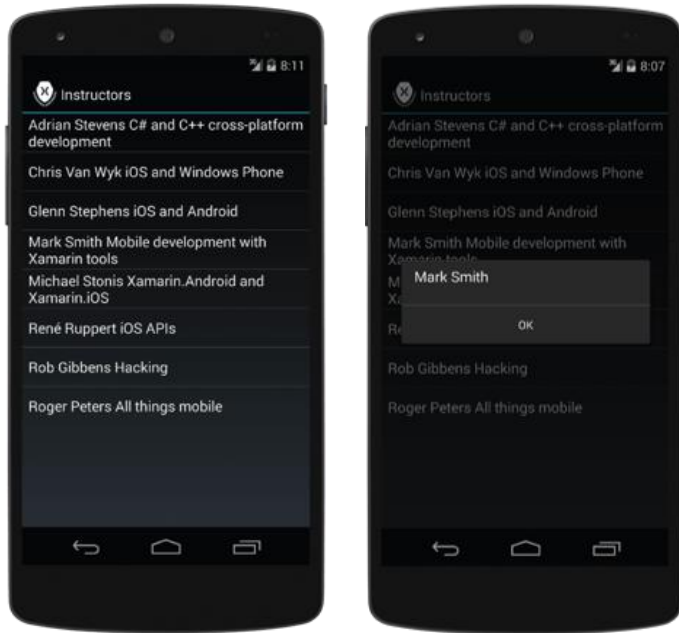 8:11
Instructors
Adrian Stevens C# and C++ cross-platform
development
Chris Van Wyk iOS and Windows Phone
Glenn Stephens iOS and Android
Mark Smith Mobile development with
Xamarin tools
Michael Stonis Xamarin.Android and
Xamarin.iOS
René Ruppert iOS APIs
Rob Gibbens Hacking
Roger Peters All things mobile
8:07
Instructors
Adrian Stevens C# and C++ cross-platform
development
Chris Van Wyk iOS and Windows Phone
Glenn Stephens iOS and Android
Mark Smith Mobile development with
Xamarin tools
Mark Smith
OK
Rob Gibbens Hacking
Roger Peters All things mobile